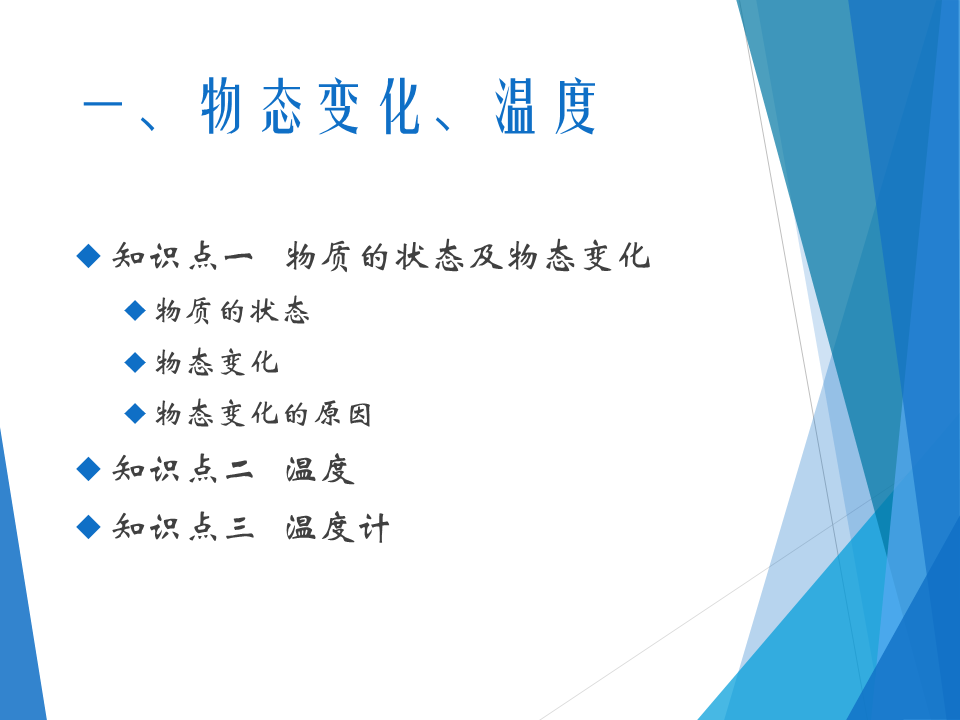 一、物态变化、温度
知识点一 物质的状态及物态变化
物质的状态
物态变化
物态变化的原因
知识点二 温度
知识点三 温度计